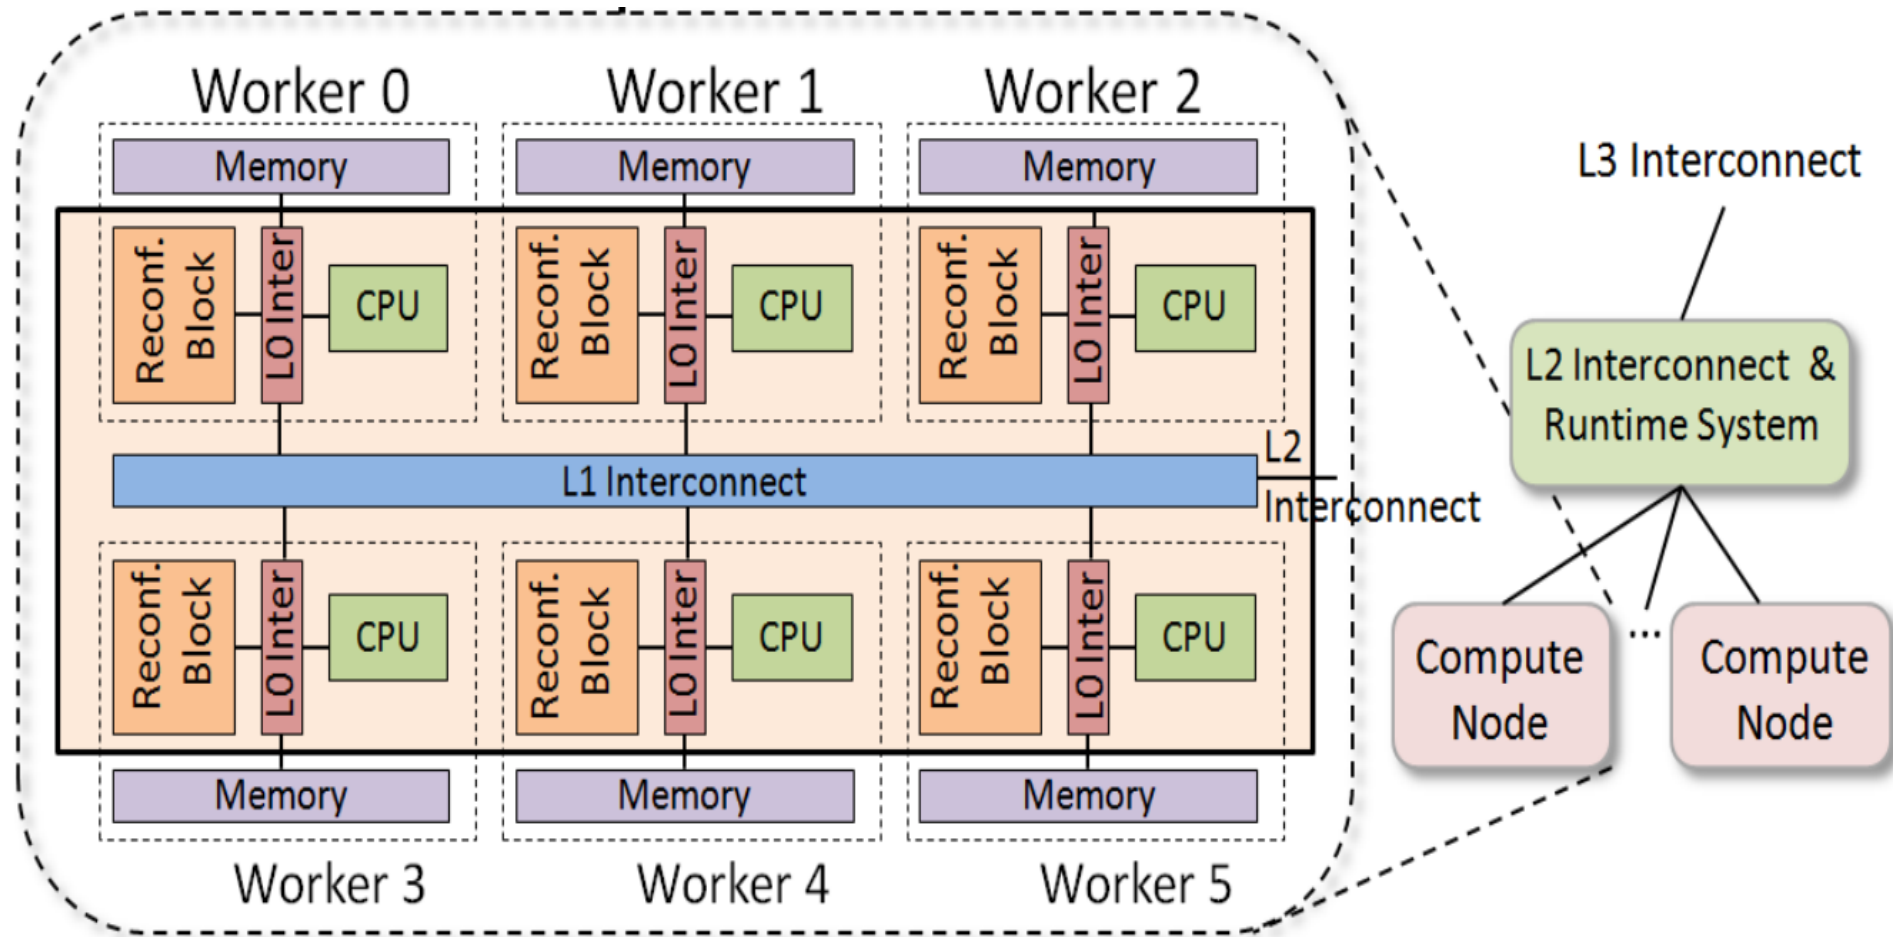 Worker 0
Worker 1
Worker 2
Memory
Memory
Memory
Reconf.
Block
L0 Inter
CPU
Reconf.
Block
L0 Inter
CPU
Reconf.
Block
L0 Inter
CPU
L1 Interconnect
L2
Interconnect
Reconf.
Block
L0 Inter
CPU
Reconf.
Block
L0 Inter
CPU
Reconf.
Block
L0 Inter
CPU
Memory
Memory
Memory
Worker 3
Worker 4
Worker 5
L3 Interconnect
L2 Interconnect &
Runtime System
Compute
Node
...
Compute
Node